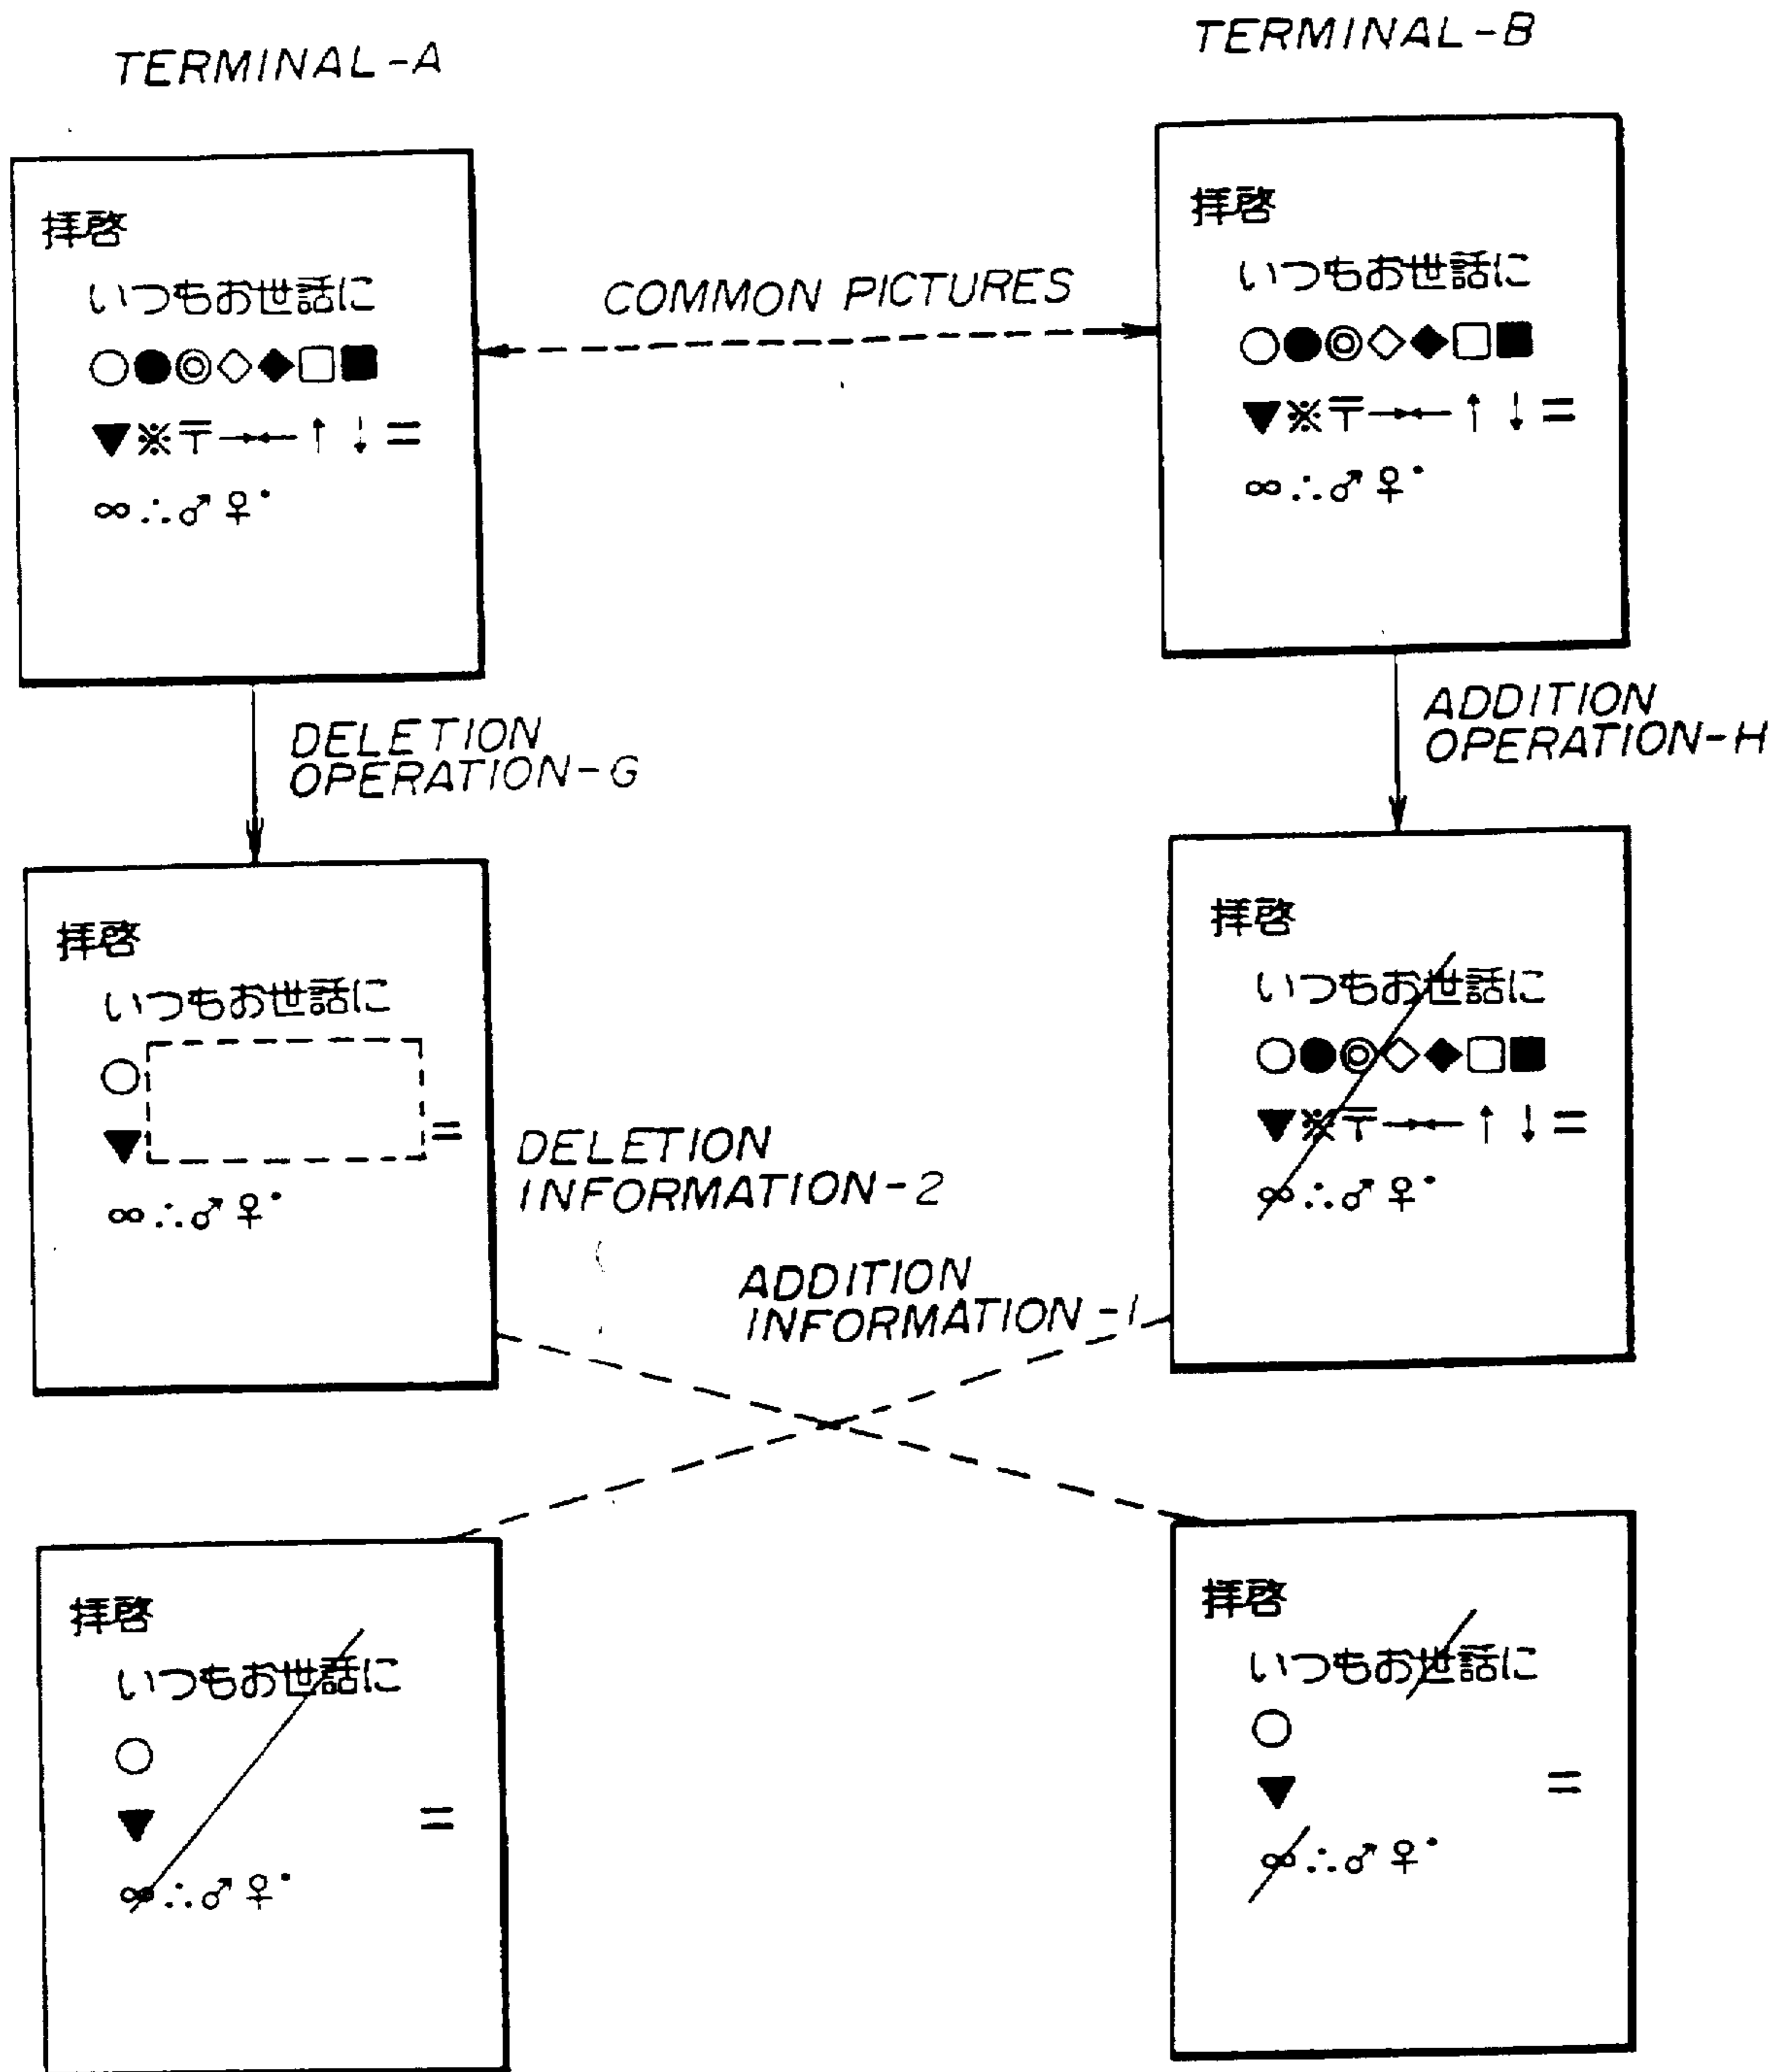 TERMINAL-A
TERMINAL-B
拝啓
いつもお世話に
○●◎◇◆□■
▼※〒→←↑↓=
∞∴♂♀゜
COMMON PICTURES
拝啓
いつもお世話に
○●◎◇◆□■
▼※〒→←↑↓=
∞∴♂♀゜
DELETION
OPERATION-G
ADDITION
OPERATION-H
拝啓
いつもお世話に
○
▼ =
∞∴♂♀゜
DELETION
INFORMATION-2
拝啓
いつもお世話に
○●◎◇◆□■
▼※〒→←↑↓=
∞∴♂♀゜
ADDITION
INFORMATION-1
拝啓
いつもお世話に
○
▼ =
∞∴♂♀゜
拝啓
いつもお世話に
○
▼ =
∞∴♂♀゜